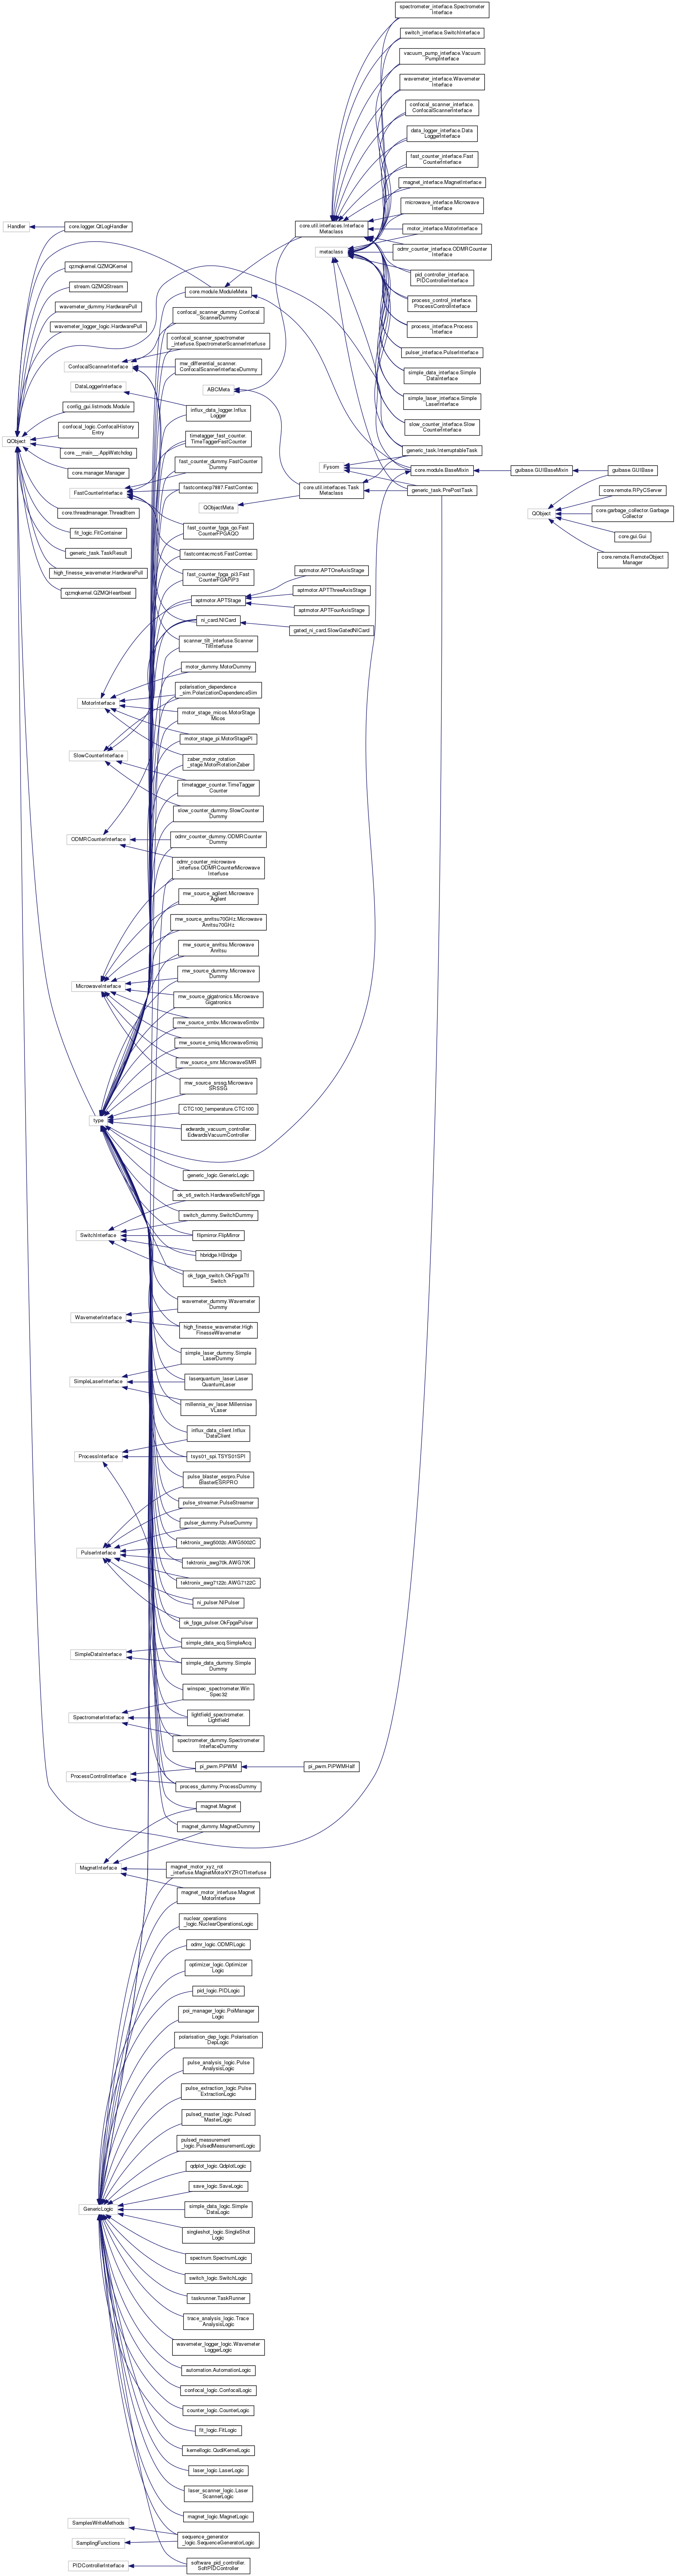 spectrometer_interface.Spectrometer
Interface
switch_interface.SwitchInterface
vacuum_pump_interface.Vacuum
PumpInterface
wavemeter_interface.Wavemeter
Interface
confocal_scanner_interface.
ConfocalScannerInterface
data_logger_interface.Data
LoggerInterface
fast_counter_interface.Fast
CounterInterface
magnet_interface.MagnetInterface
microwave_interface.Microwave
Interface
motor_interface.MotorInterface
odmr_counter_interface.ODMRCounter
Interface
pid_controller_interface.
PIDControllerInterface
process_control_interface.
ProcessControlInterface
process_interface.Process
Interface
pulser_interface.PulserInterface
simple_data_interface.Simple
DataInterface
simple_laser_interface.Simple
LaserInterface
slow_counter_interface.Slow
CounterInterface
generic_task.InterruptableTask
core.module.BaseMixin
generic_task.PrePostTask
guibase.GUIBaseMixin
guibase.GUIBase
QObject
core.remote.RPyCServer
core.garbage_collector.Garbage
Collector
core.gui.Gui
core.remote.RemoteObject
Manager
core.util.interfaces.Interface
Metaclass
metaclass
Fysom
core.util.interfaces.Task
Metaclass
Handler
core.logger.QtLogHandler
QObject
qzmqkernel.QZMQKernel
stream.QZMQStream
wavemeter_dummy.HardwarePull
wavemeter_logger_logic.HardwarePull
config_gui.listmods.Module
confocal_logic.ConfocalHistory
Entry
core.__main__.AppWatchdog
core.manager.Manager
core.threadmanager.ThreadItem
fit_logic.FitContainer
generic_task.TaskResult
high_finesse_wavemeter.HardwarePull
qzmqkernel.QZMQHeartbeat
ConfocalScannerInterface
DataLoggerInterface
FastCounterInterface
ABCMeta
QObjectMeta
core.module.ModuleMeta
confocal_scanner_dummy.Confocal
ScannerDummy
confocal_scanner_spectrometer
_interfuse.SpectrometerScannerInterfuse
mw_differential_scanner.
ConfocalScannerInterfaceDummy
influx_data_logger.Influx
Logger
timetagger_fast_counter.
TimeTaggerFastCounter
fast_counter_dummy.FastCounter
Dummy
fastcomtecp7887.FastComtec
fast_counter_fpga_qo.Fast
CounterFPGAQO
fastcomtecmcs6.FastComtec
fast_counter_fpga_pi3.Fast
CounterFGAPiP3
aptmotor.APTStage
aptmotor.APTOneAxisStage
aptmotor.APTThreeAxisStage
aptmotor.APTFourAxisStage
ni_card.NICard
gated_ni_card.SlowGatedNICard
scanner_tilt_interfuse.Scanner
TiltInterfuse
MotorInterface
motor_dummy.MotorDummy
polarisation_dependence
_sim.PolarizationDependenceSim
motor_stage_micos.MotorStage
Micos
motor_stage_pi.MotorStagePI
zaber_motor_rotation
_stage.MotorRotationZaber
SlowCounterInterface
timetagger_counter.TimeTagger
Counter
slow_counter_dummy.SlowCounter
Dummy
ODMRCounterInterface
odmr_counter_dummy.ODMRCounter
Dummy
odmr_counter_microwave
_interfuse.ODMRCounterMicrowave
Interfuse
MicrowaveInterface
mw_source_agilent.Microwave
Agilent
mw_source_anritsu70GHz.Microwave
Anritsu70GHz
mw_source_anritsu.Microwave
Anritsu
mw_source_dummy.Microwave
Dummy
mw_source_gigatronics.Microwave
Gigatronics
mw_source_smbv.MicrowaveSmbv
mw_source_smiq.MicrowaveSmiq
mw_source_smr.MicrowaveSMR
mw_source_srssg.Microwave
SRSSG
type
CTC100_temperature.CTC100
edwards_vacuum_controller.
EdwardsVacuumController
generic_logic.GenericLogic
SwitchInterface
ok_s6_switch.HardwareSwitchFpga
switch_dummy.SwitchDummy
flipmirror.FlipMirror
hbridge.HBridge
ok_fpga_switch.OkFpgaTtl
Switch
WavemeterInterface
wavemeter_dummy.Wavemeter
Dummy
high_finesse_wavemeter.High
FinesseWavemeter
SimpleLaserInterface
simple_laser_dummy.Simple
LaserDummy
laserquantum_laser.Laser
QuantumLaser
millennia_ev_laser.Millenniae
VLaser
ProcessInterface
influx_data_client.Influx
DataClient
tsys01_spi.TSYS01SPI
PulserInterface
pulse_blaster_esrpro.Pulse
BlasterESRPRO
pulse_streamer.PulseStreamer
pulser_dummy.PulserDummy
tektronix_awg5002c.AWG5002C
tektronix_awg70k.AWG70K
tektronix_awg7122c.AWG7122C
ni_pulser.NIPulser
ok_fpga_pulser.OkFpgaPulser
SimpleDataInterface
simple_data_acq.SimpleAcq
simple_data_dummy.Simple
Dummy
SpectrometerInterface
winspec_spectrometer.Win
Spec32
lightfield_spectrometer.
Lightfield
spectrometer_dummy.Spectrometer
InterfaceDummy
ProcessControlInterface
pi_pwm.PiPWM
pi_pwm.PiPWMHalf
process_dummy.ProcessDummy
MagnetInterface
magnet.Magnet
magnet_dummy.MagnetDummy
magnet_motor_xyz_rot
_interfuse.MagnetMotorXYZROTInterfuse
magnet_motor_interfuse.Magnet
MotorInterfuse
GenericLogic
nuclear_operations
_logic.NuclearOperationsLogic
odmr_logic.ODMRLogic
optimizer_logic.Optimizer
Logic
pid_logic.PIDLogic
poi_manager_logic.PoiManager
Logic
polarisation_dep_logic.Polarisation
DepLogic
pulse_analysis_logic.Pulse
AnalysisLogic
pulse_extraction_logic.Pulse
ExtractionLogic
pulsed_master_logic.Pulsed
MasterLogic
pulsed_measurement
_logic.PulsedMeasurementLogic
qdplot_logic.QdplotLogic
save_logic.SaveLogic
simple_data_logic.Simple
DataLogic
singleshot_logic.SingleShot
Logic
spectrum.SpectrumLogic
switch_logic.SwitchLogic
taskrunner.TaskRunner
trace_analysis_logic.Trace
AnalysisLogic
wavemeter_logger_logic.Wavemeter
LoggerLogic
automation.AutomationLogic
confocal_logic.ConfocalLogic
counter_logic.CounterLogic
fit_logic.FitLogic
kernellogic.QudiKernelLogic
laser_logic.LaserLogic
laser_scanner_logic.Laser
ScannerLogic
magnet_logic.MagnetLogic
SamplesWriteMethods
SamplingFunctions
sequence_generator
_logic.SequenceGeneratorLogic
PIDControllerInterface
software_pid_controller.
SoftPIDController